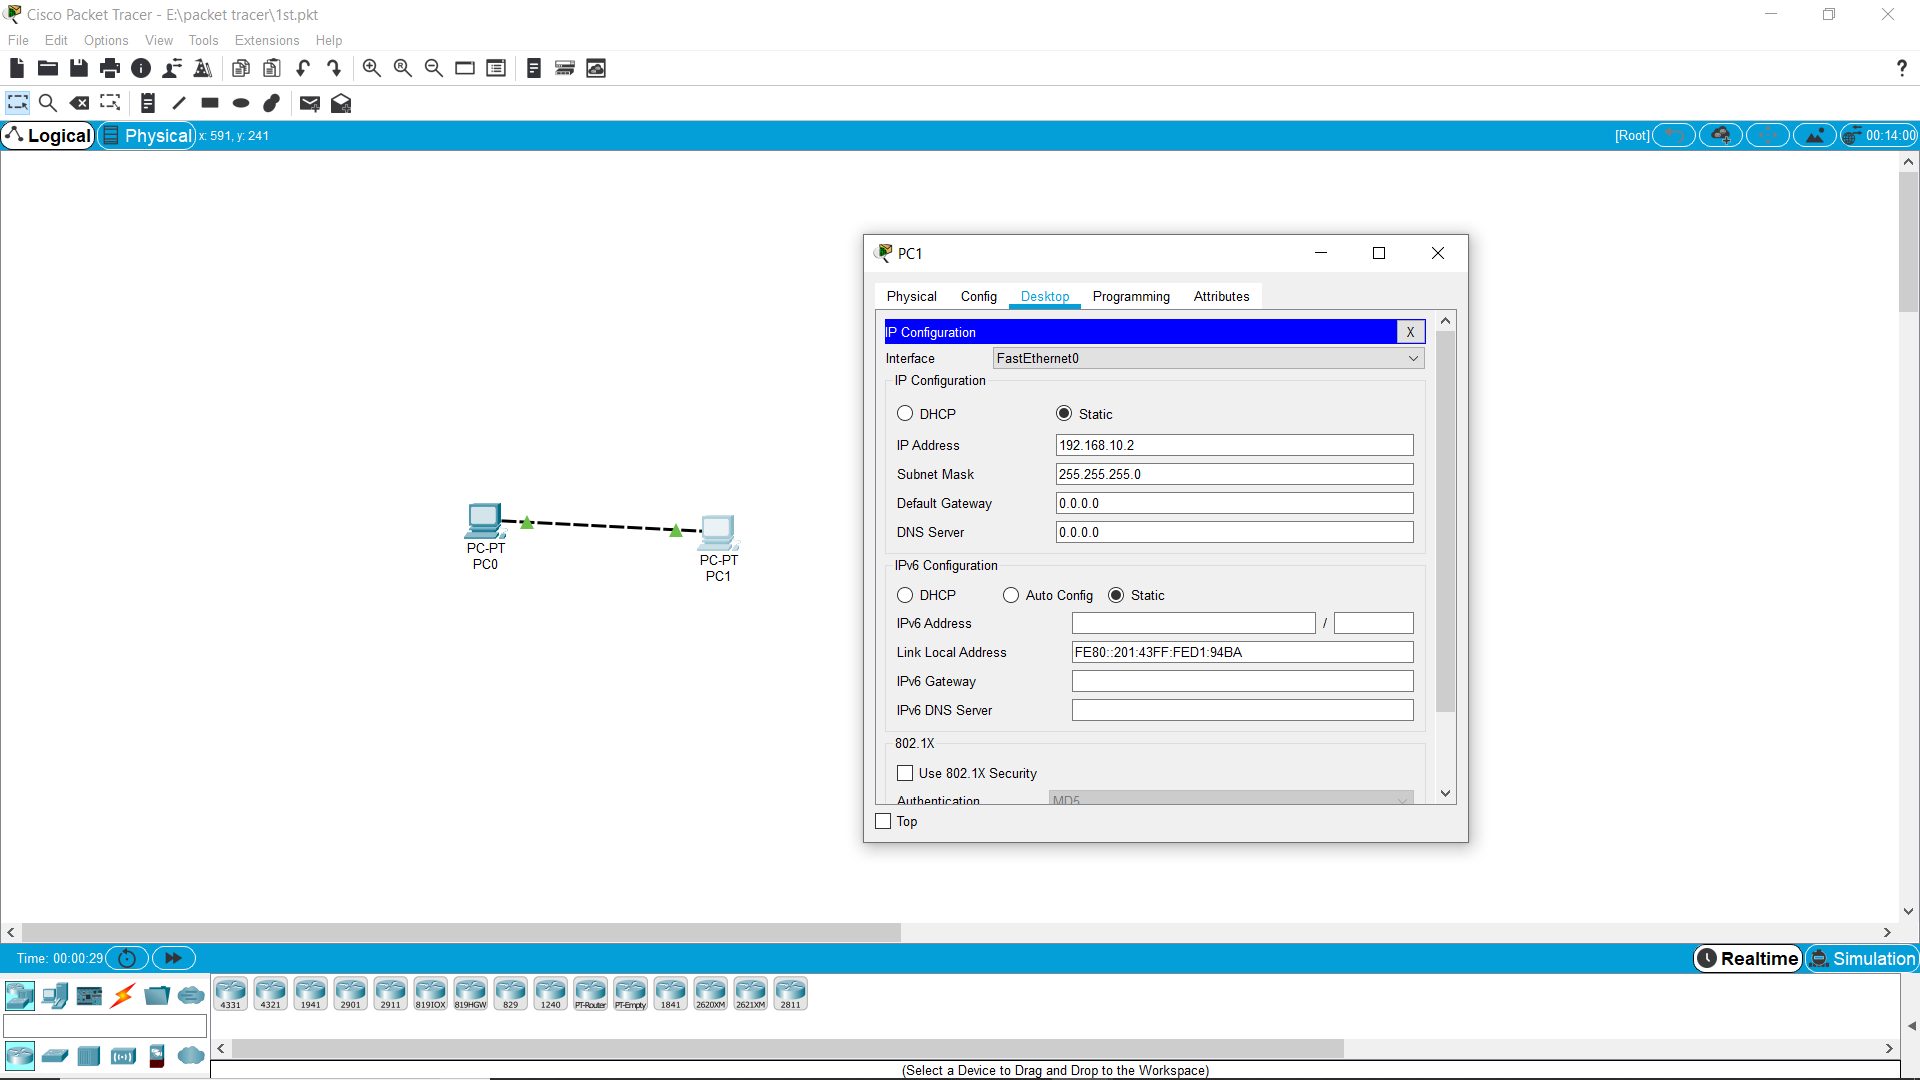 Cisco Packet Tracer - E:\packet tracer\1st.pkt
File Edit Options View Tools Extensions Help
?
Logical Physical x: 591, y: 241 [Root] 00:14:00
PC1
Physical Config Desktop Programming Attributes
IP Configuration X
Interface FastEthernet0
IP Configuration
DHCP Static
IP Address 192.168.10.2
Subnet Mask 255.255.255.0
Default Gateway 0.0.0.0
DNS Server 0.0.0.0
IPv6 Configuration
DHCP Auto Config Static
IPv6 Address /
Link Local Address FE80::201:43FF:FED1:94BA
IPv6 Gateway
IPv6 DNS Server
802.1X
Use 802.1X Security
Authentication MD5
Top
PC-PT
PC0
PC-PT
PC1
Time: 00:00:29 Realtime Simulation
4331 4321 1941 2901 2911 819IOX 819HGW 829 1240 PT-Router PT-Empty 1841 2620XM 2621XM 2811
(Select a Device to Drag and Drop to the Workspace)